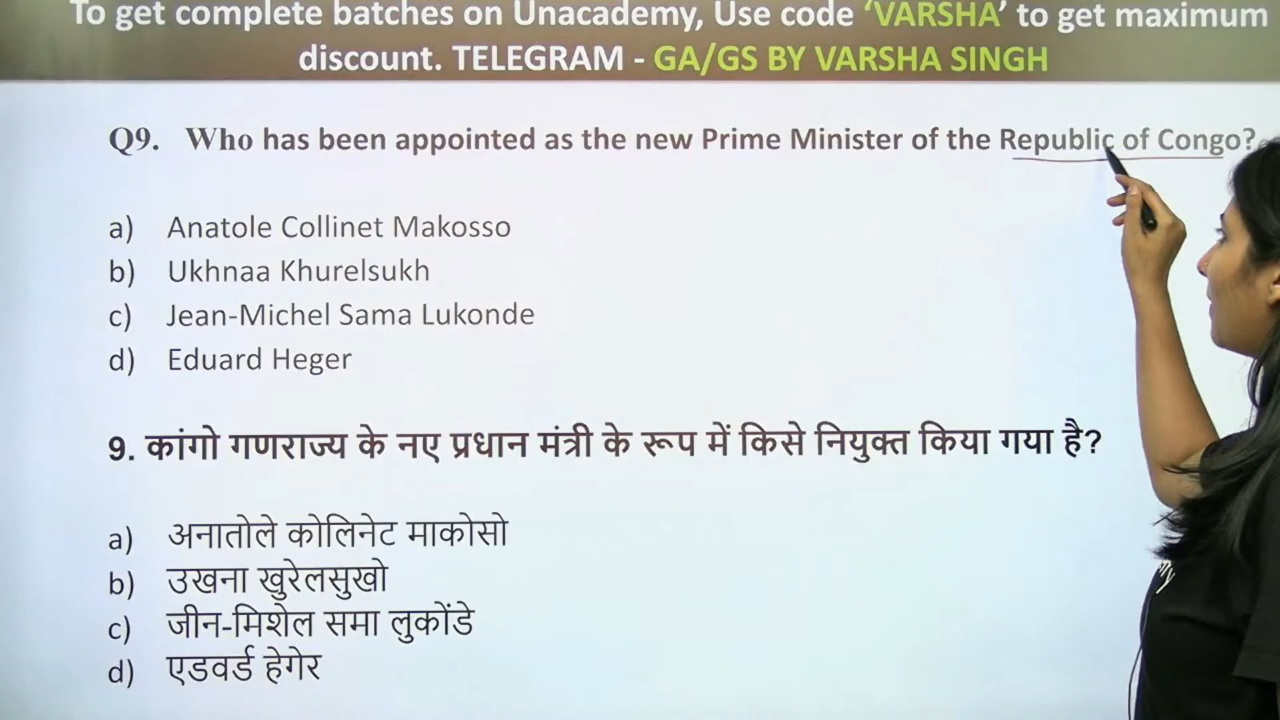 To get complete batches on Unacademy, Use code ‘VARSHA’ to get maximum
discount. TELEGRAM - GA/GS BY VARSHA SINGH
Q9. Who has been appointed as the new Prime Minister of the Republic of Congo?
a) Anatole Collinet Makosso
b) Ukhnaa Khurelsukh
c) Jean-Michel Sama Lukonde
d) Eduard Heger
9. कांगो गणराज्य के नए प्रधान मंत्री के रूप में किसे नियुक्त किया गया है?
a) अनातोले कोलिनेट माकोसो
b) उखना खुरेलसुखो
c) जीन-मिशेल समा लुकोंडे
d) एडवर्ड हेगेर